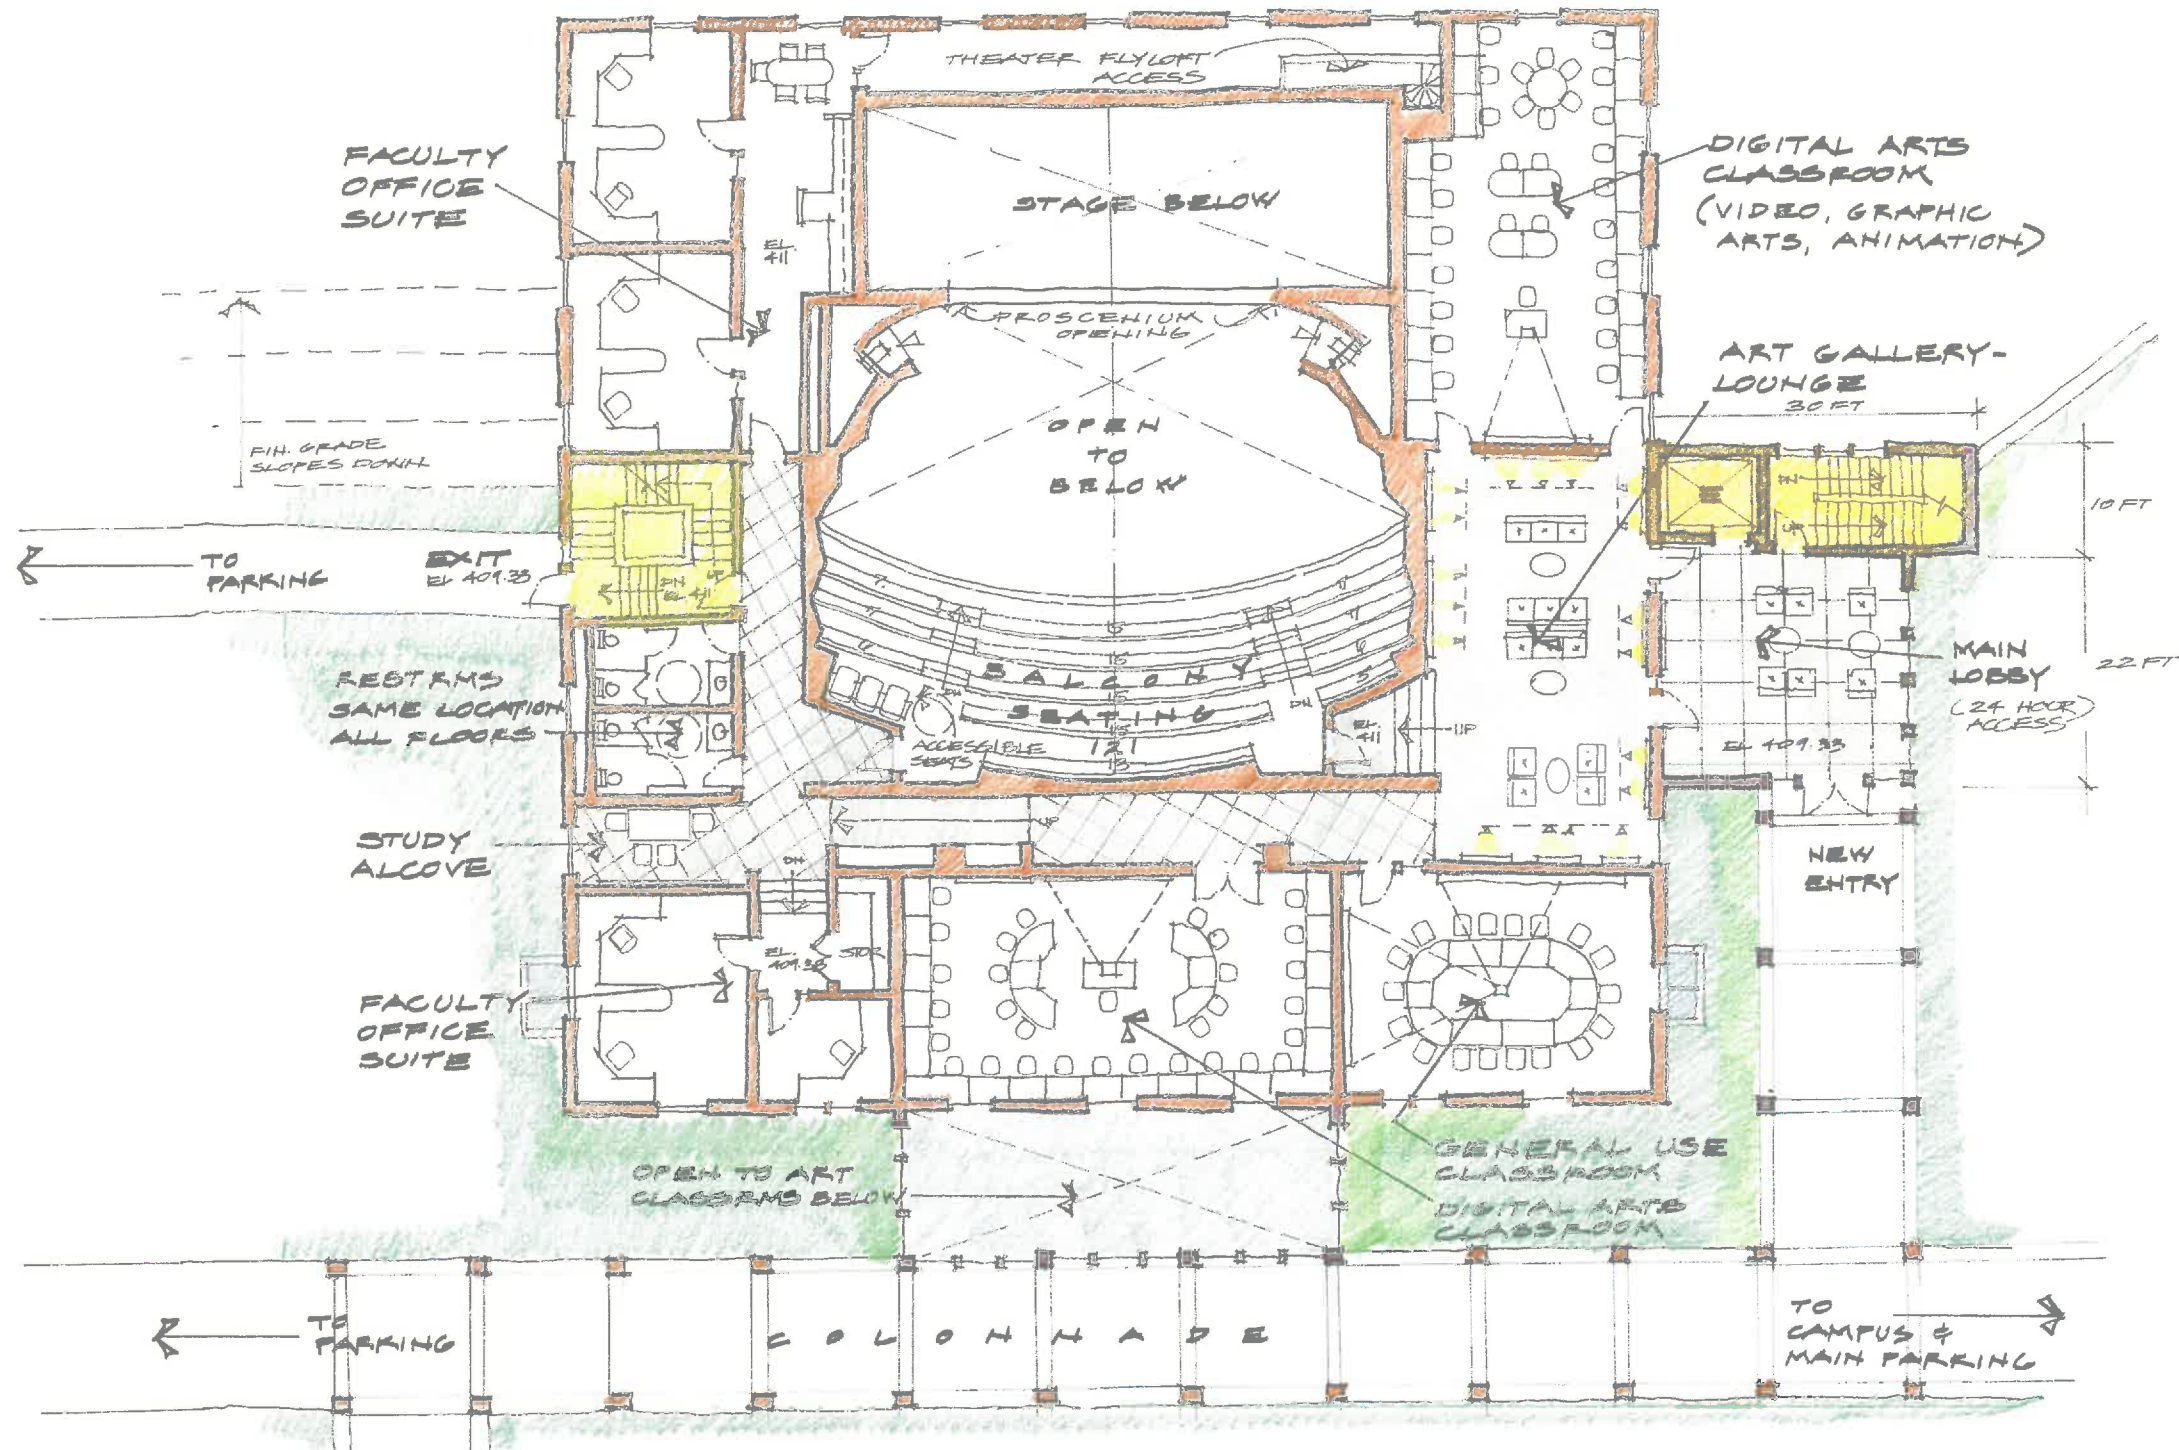 THEATER FLYLOFT
ACCESS
FACULTY
OFFICE
SUITE
STAGE BELOW
DIGITAL ARTS
CLASSROOM
(VIDEO, GRAPHIC
ARTS, ANIMATION)
EL
411
PROSCENIUM
OPENING
ART GALLERY-
LOUNGE
30 FT
OPEN
TO
BELOW
FIN. GRADE
SLOPES DOWN
10 FT
TO
PARKING
EXIT
EL 409.33
DN
UP
EL
411
22 FT
MAIN
LOBBY
(24 HOUR
ACCESS)
EL 409.33
RESTRMS
SAME LOCATION
ALL FLOORS
BALCONY
SEATING
121
13
ACCESSIBLE
SEATS
DN
DN
EL
411
UP
STUDY
ALCOVE
UP
DN
NEW
ENTRY
EL
409.33
STOR
FACULTY
OFFICE
SUITE
GENERAL USE
CLASSROOM
DIGITAL ARTS
CLASSROOM
OPEN TO ART
CLASSRMS BELOW
TO
PARKING
COLONNADE
TO
CAMPUS &
MAIN PARKING